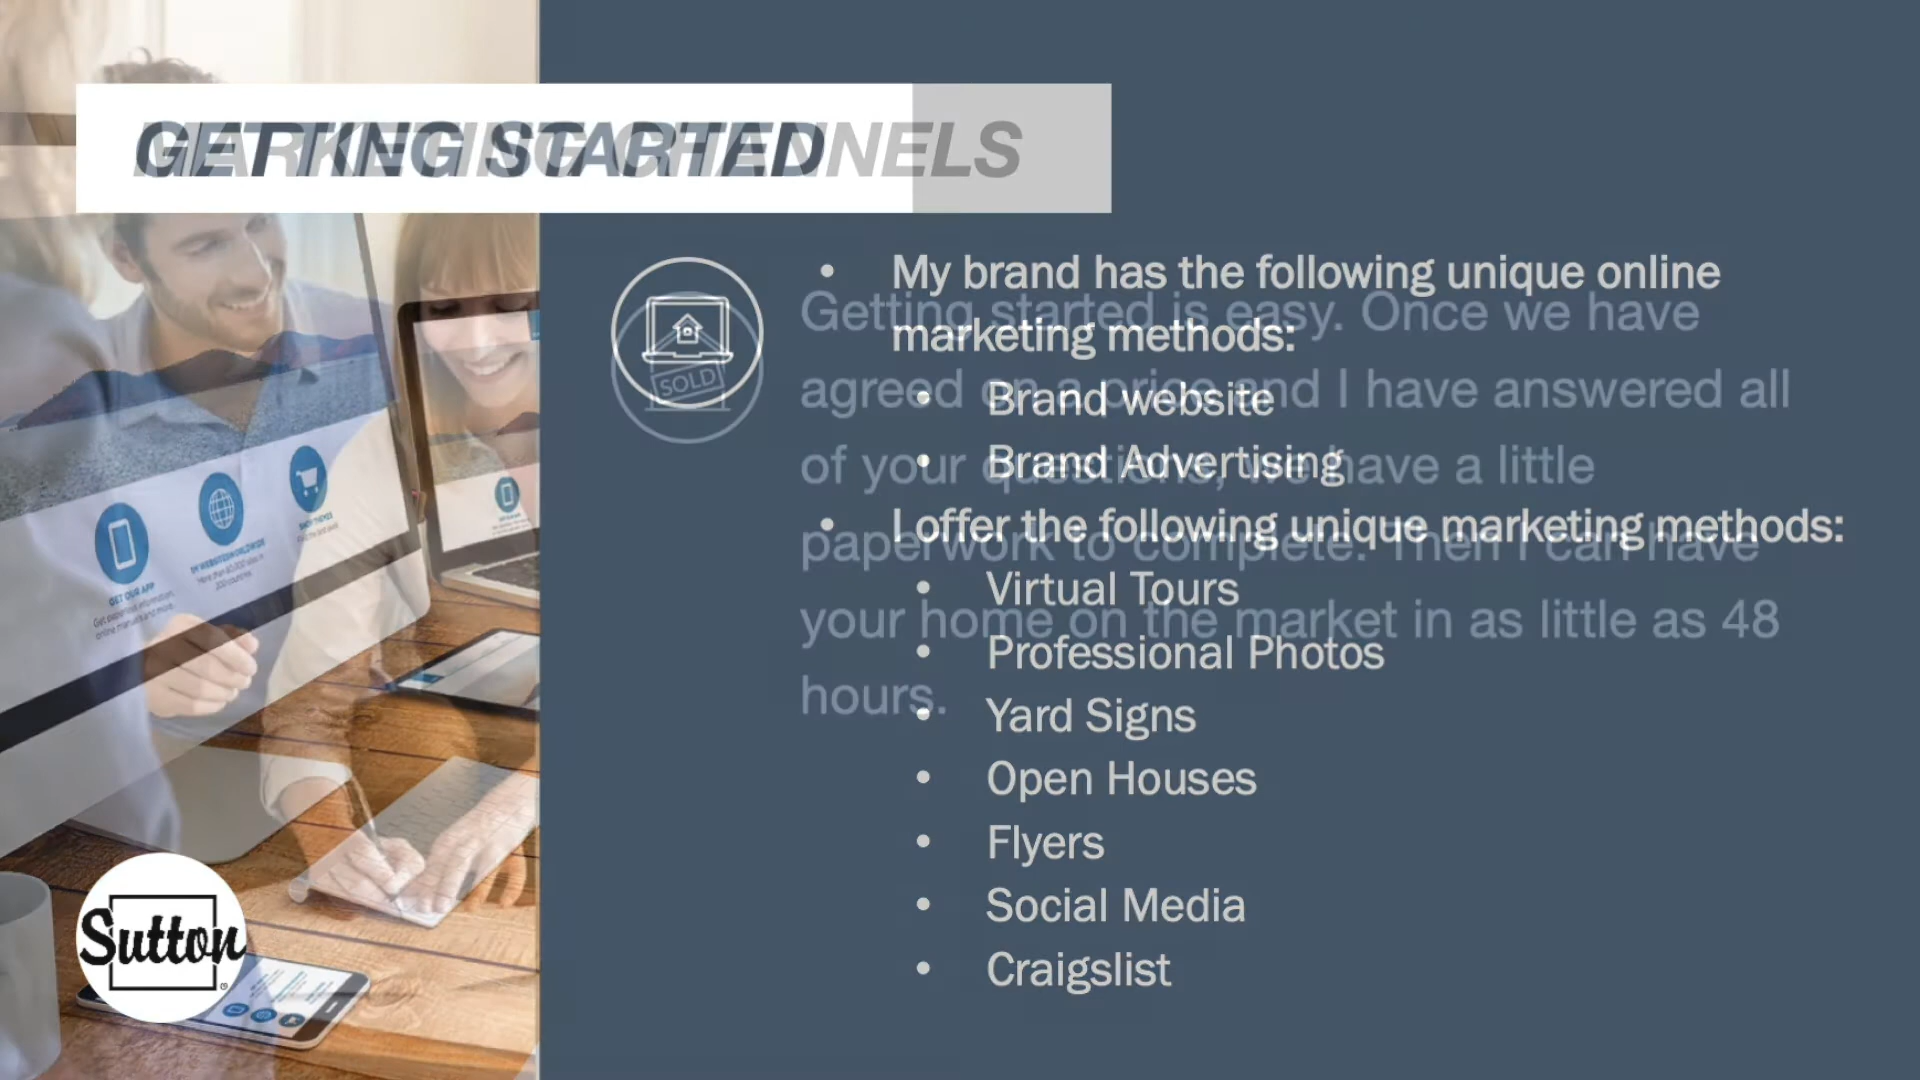 GETTING STARTED
MARKETING CHANNELS
My brand has the following unique online
marketing methods:
• Brand website
• Brand Advertising
I offer the following unique marketing methods:
• Virtual Tours
• Professional Photos
• Yard Signs
• Open Houses
• Flyers
• Social Media
• Craigslist
Getting started is easy. Once we have
agreed on a price and I have answered all
of your questions, we have a little
paperwork to complete. Then I can have
your home on the market in as little as 48
hours.
SOLD
GET OUR APP
Sutton